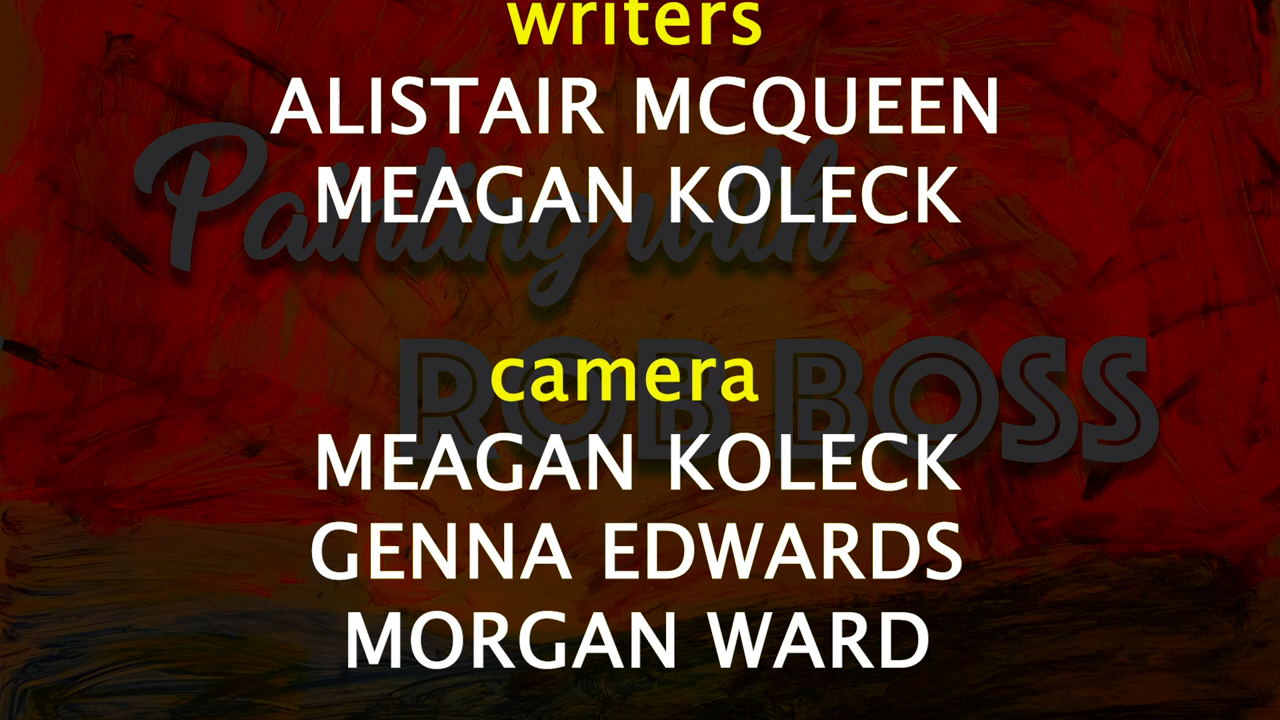 writers
ALISTAIR MCQUEEN
MEAGAN KOLECK
Painting with
camera
ROB BOSS
MEAGAN KOLECK
GENNA EDWARDS
MORGAN WARD